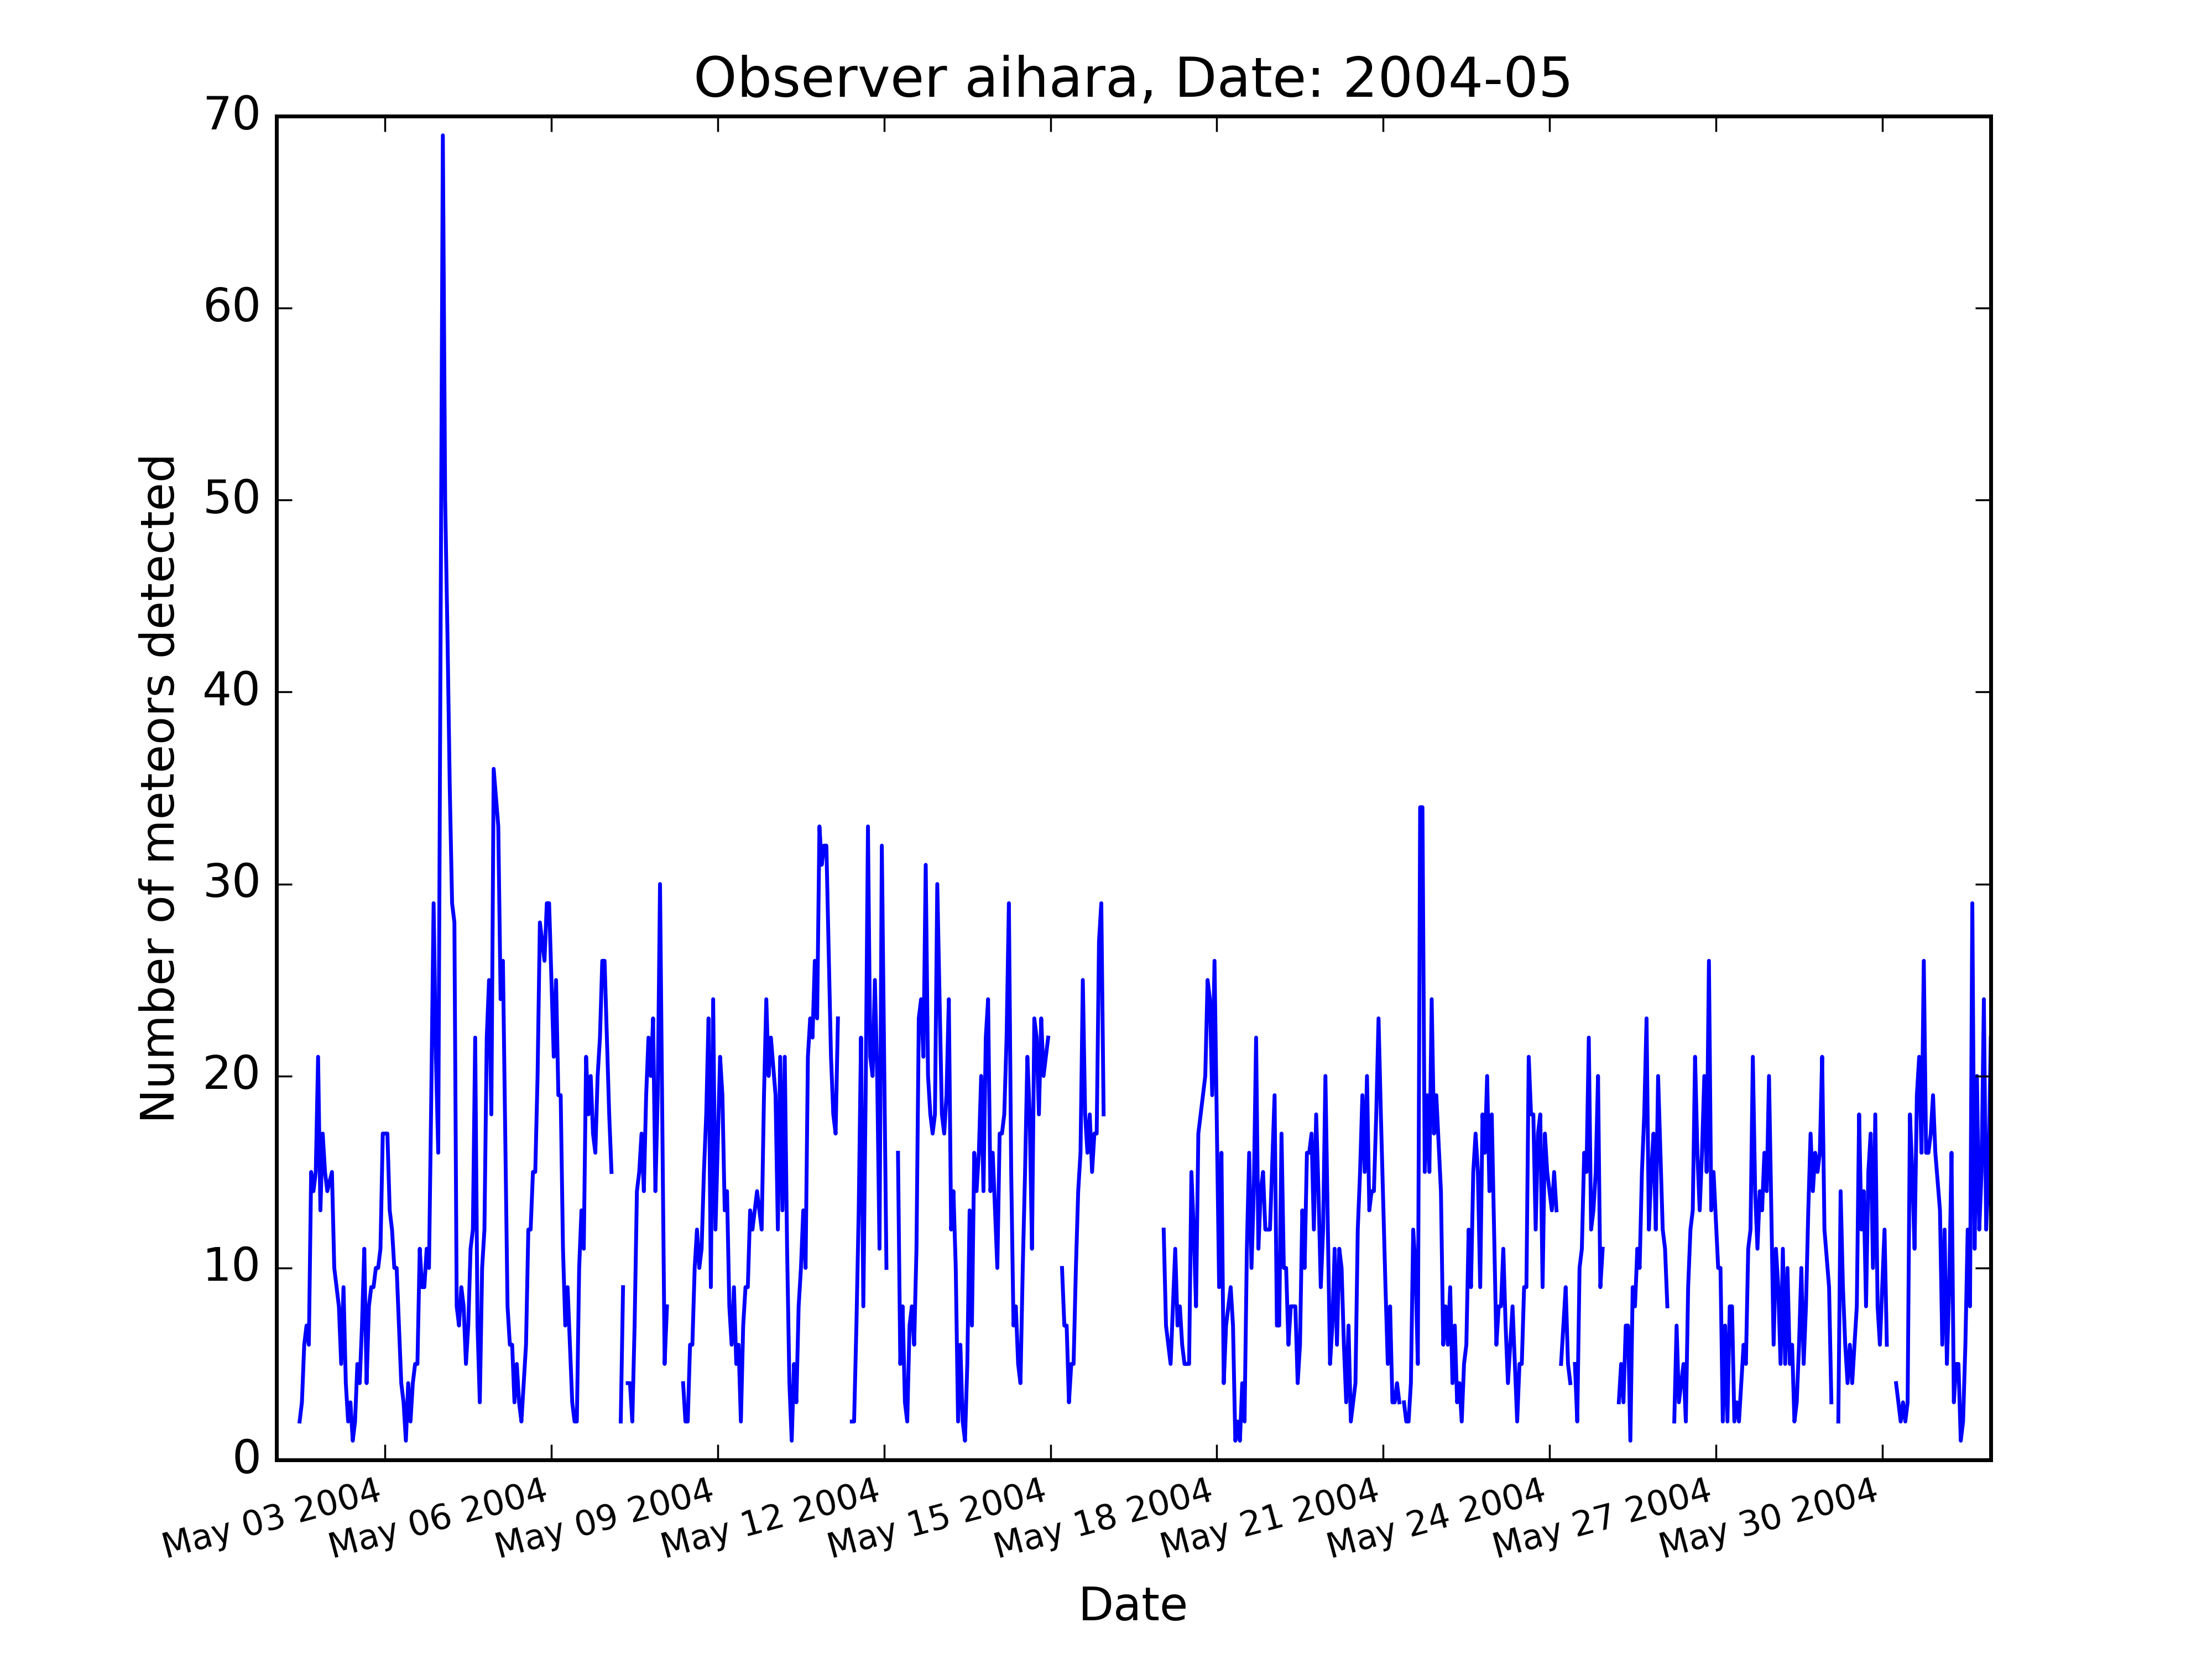 Observer aihara, Date: 2004-05
70
60
50
40
30
20
10
0
Number of meteors detected
May 03 2004
May 06 2004
May 09 2004
May 12 2004
May 15 2004
May 18 2004
May 21 2004
May 24 2004
May 27 2004
May 30 2004
Date